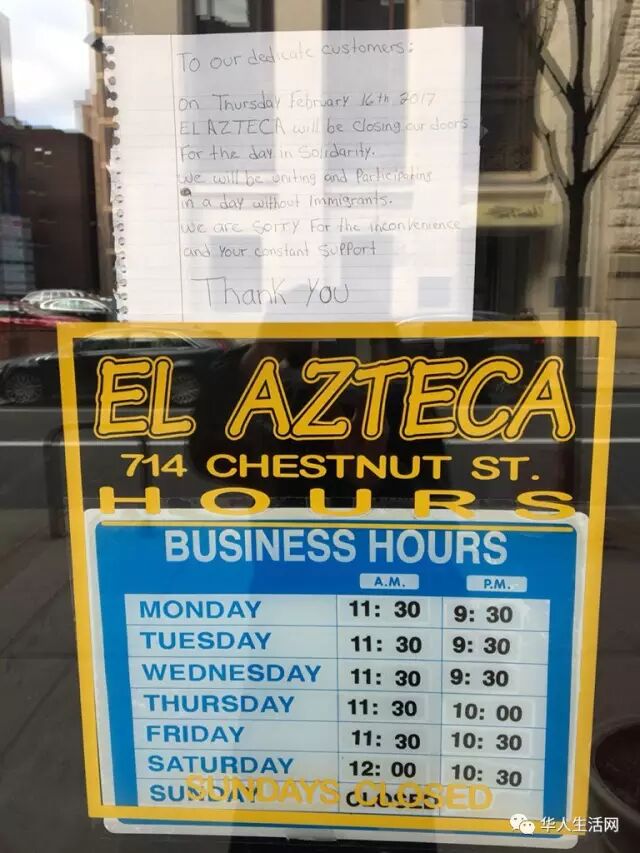 To our dedicate customers:
On Thursday February 16th 2017
EL AZTECA will be closing our doors
For the day in Solidarity.
We will be uniting and Participating
in a day without Immigrants.
We are sorry For the inconvenience
and your constant support
Thank You
EL AZTECA
714 CHESTNUT ST.
HOURS
BUSINESS HOURS
A.M. P.M.
MONDAY 11: 30 9: 30
TUESDAY 11: 30 9: 30
WEDNESDAY 11: 30 9: 30
THURSDAY 11: 30 10: 00
FRIDAY 11: 30 10: 30
SATURDAY 12: 00 10: 30
SUNDAY CLOSED
SUNDAYS CLOSED
华人生活网